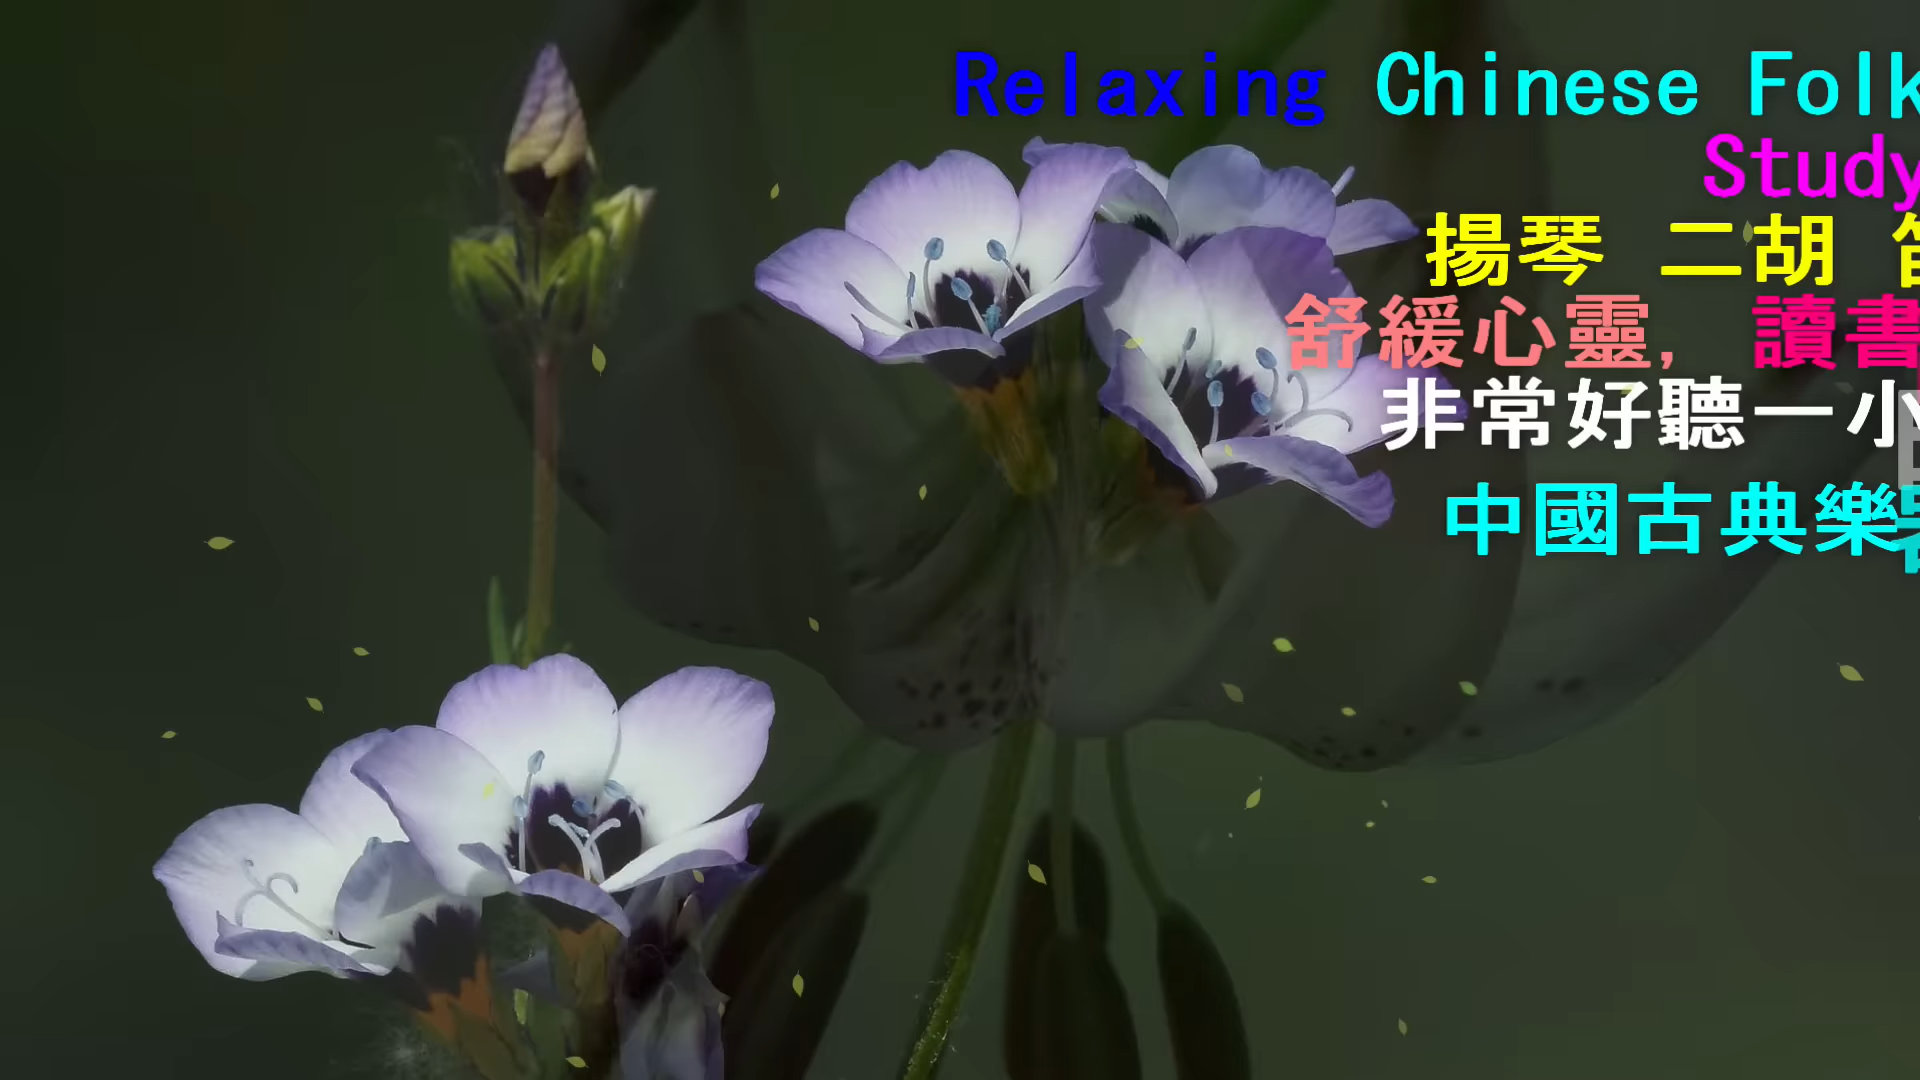 Relaxing Chinese Folk
Study
揚琴 二胡
舒緩心靈, 讀書
非常好聽一小
中國古典樂